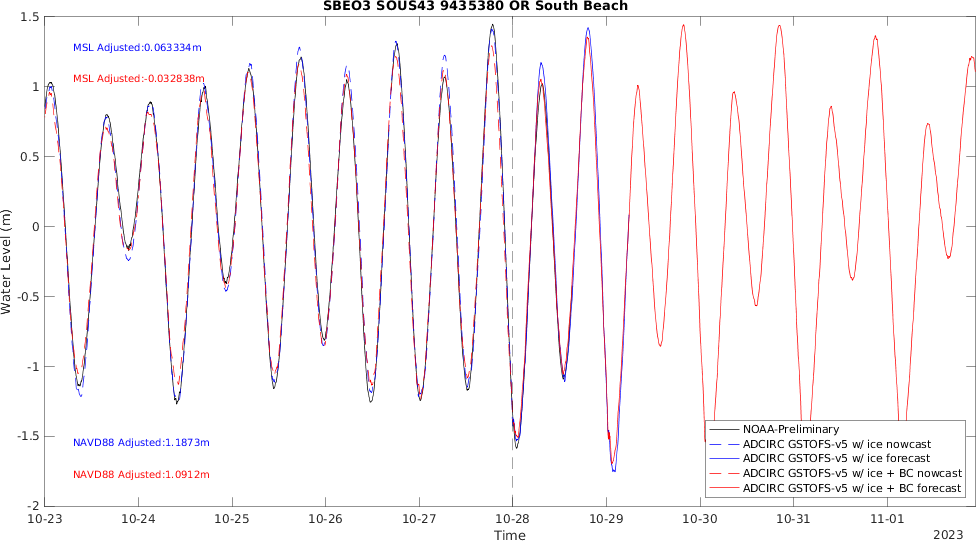 SBEO3 SOUS43 9435380 OR South Beach
1.5
1
0.5
0
-0.5
-1
-1.5
-2
Water Level (m)
MSL Adjusted:0.063334m
MSL Adjusted:-0.032838m
NAVD88 Adjusted:1.1873m
NAVD88 Adjusted:1.0912m
NOAA-Preliminary
ADCIRC GSTOFS-v5 w/ ice nowcast
ADCIRC GSTOFS-v5 w/ ice forecast
ADCIRC GSTOFS-v5 w/ ice + BC nowcast
ADCIRC GSTOFS-v5 w/ ice + BC forecast
10-23 10-24 10-25 10-26 10-27 10-28 10-29 10-30 10-31 11-01
Time
2023